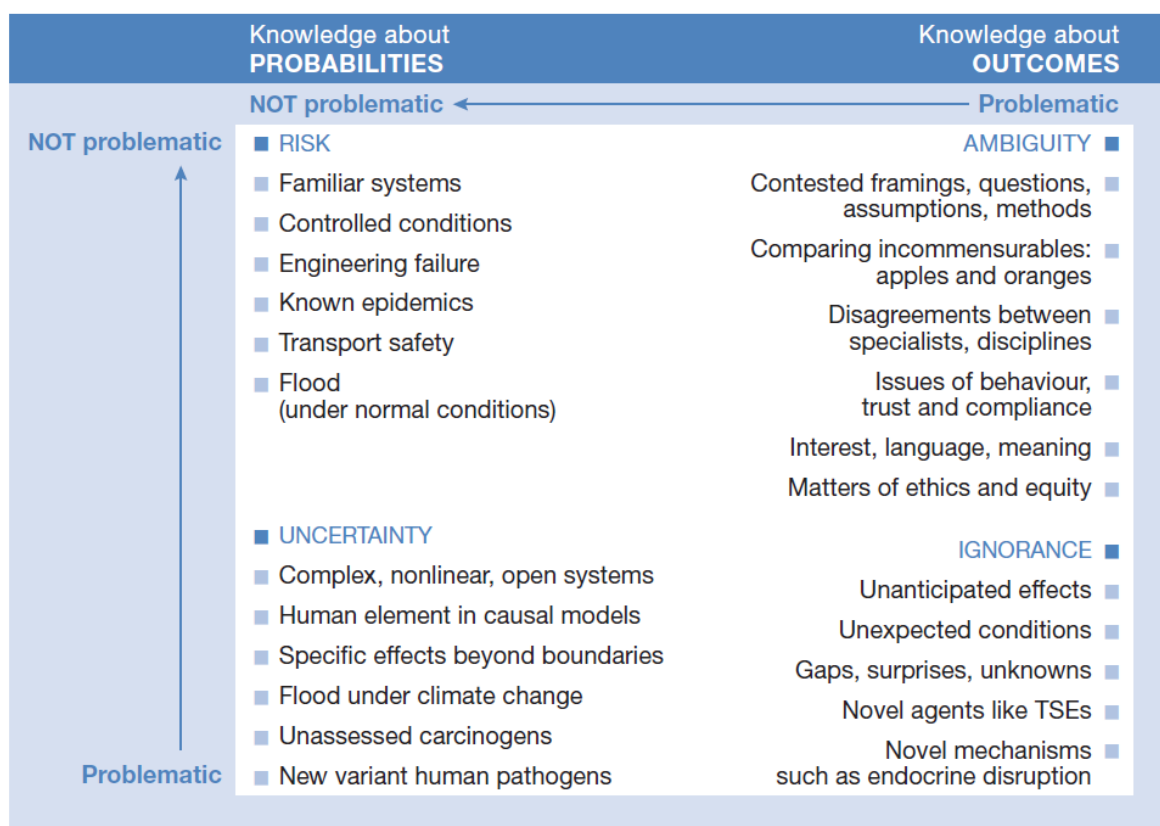 Knowledge about
PROBABILITIES
Knowledge about
OUTCOMES
NOT problematic
Problematic
NOT problematic
RISK
Familiar systems
Controlled conditions
Engineering failure
Known epidemics
Transport safety
Flood
(under normal conditions)
AMBIGUITY
Contested framings, questions,
assumptions, methods
Comparing incommensurables:
apples and oranges
Disagreements between
specialists, disciplines
Issues of behaviour,
trust and compliance
Interest, language, meaning
Matters of ethics and equity
UNCERTAINTY
Complex, nonlinear, open systems
Human element in causal models
Specific effects beyond boundaries
Flood under climate change
Unassessed carcinogens
New variant human pathogens
IGNORANCE
Unanticipated effects
Unexpected conditions
Gaps, surprises, unknowns
Novel agents like TSEs
Novel mechanisms
such as endocrine disruption
Problematic